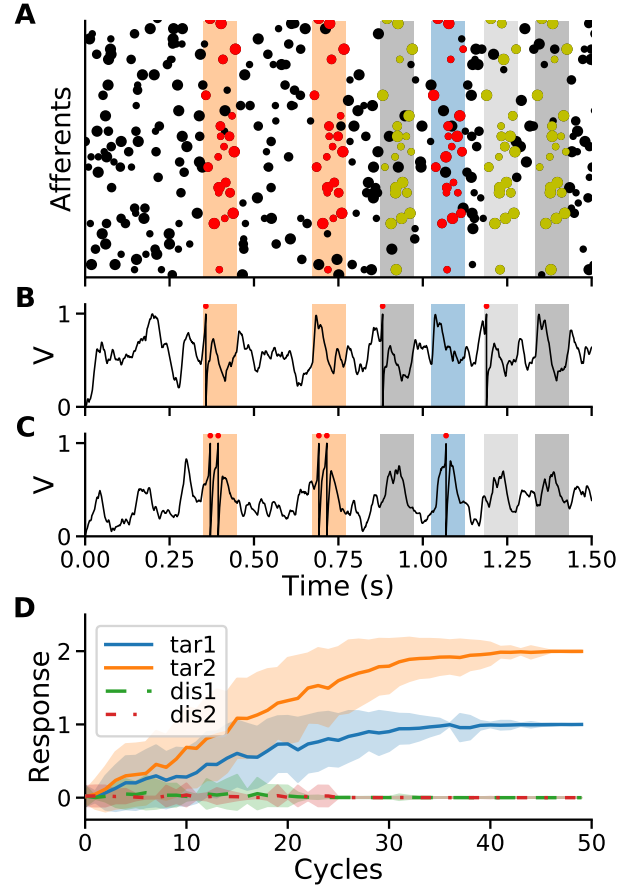 A
Afferents
B
1
V
0
C
1
V
0
0.00 0.25 0.50 0.75 1.00 1.25 1.50
Time (s)
D
tar1
tar2
dis1
dis2
2
1
0
Response
0 10 20 30 40 50
Cycles